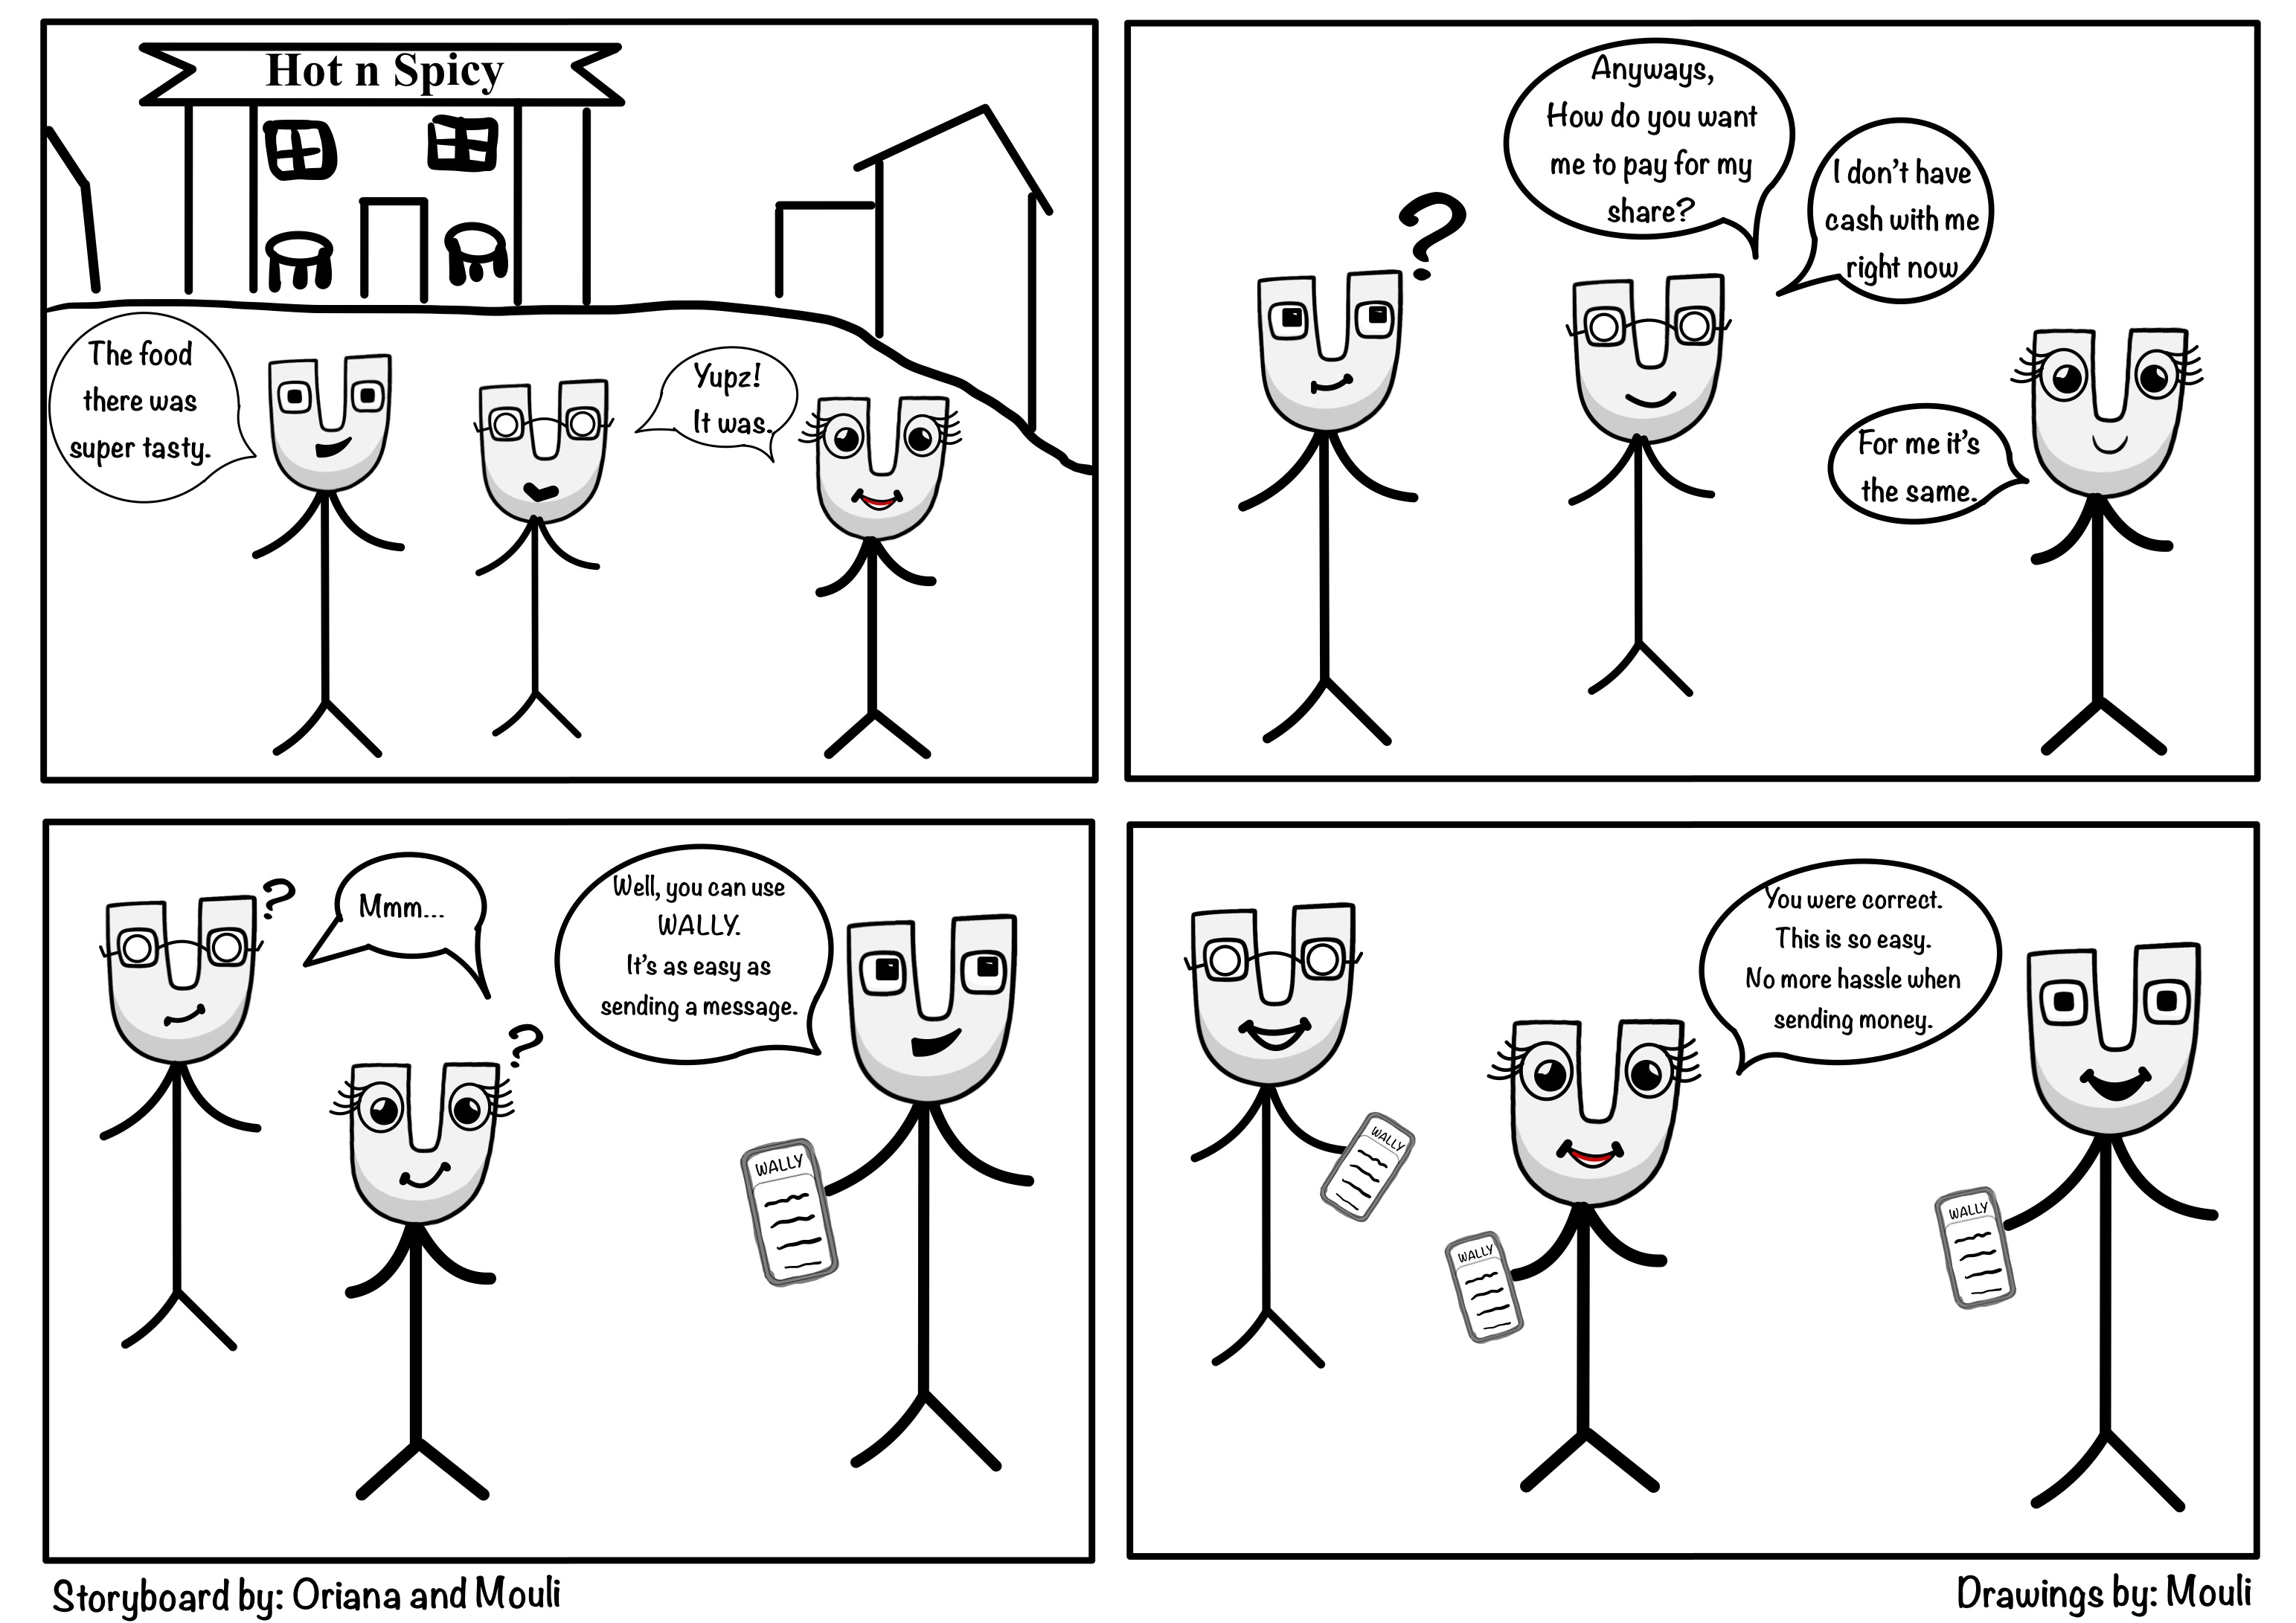 Hot n Spicy
The food
there was
super tasty.
Yupz!
It was.
Anyways,
How do you want
me to pay for my
share?
?
I don't have
cash with me
right now
For me it's
the same.
?
Mmm...
?
Well, you can use
WALLY.
It's as easy as
sending a message.
WALLY
You were correct.
This is so easy.
No more hassle when
sending money.
WALLY
WALLY
WALLY
Storyboard by: Oriana and Mouli
Drawings by: Mouli